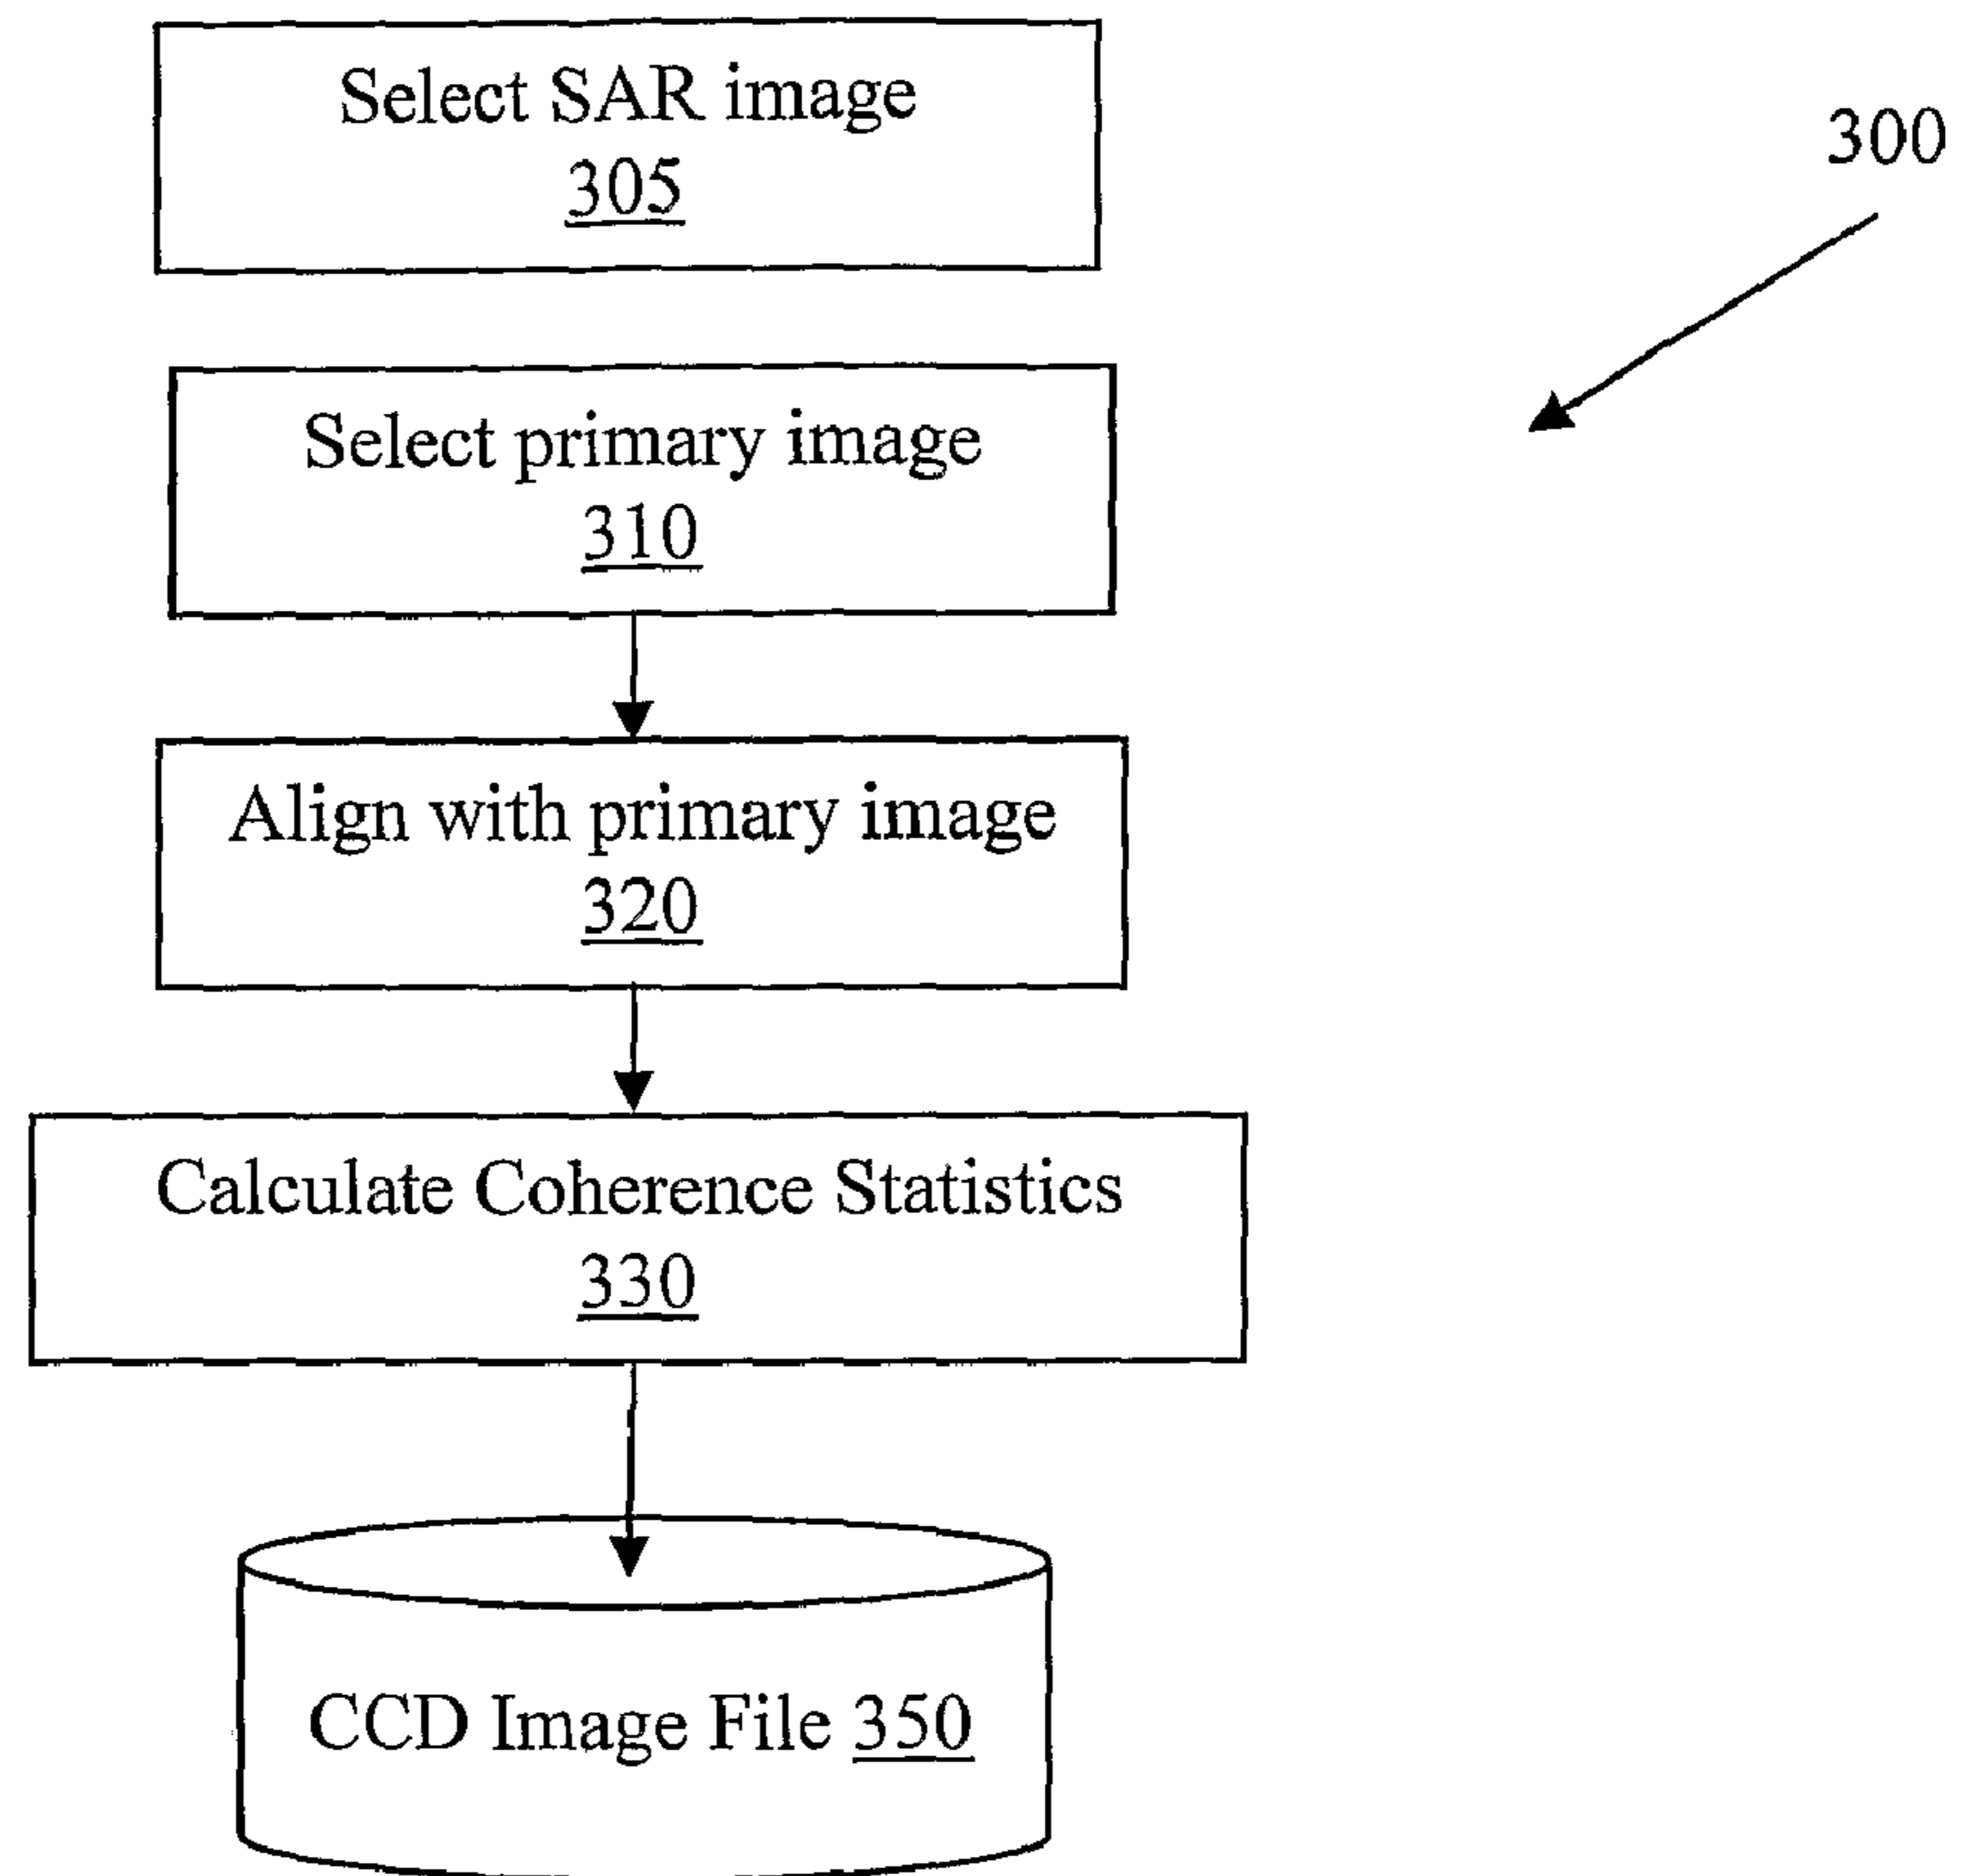 Select SAR image
305
300
Select primary image
310
Align with primary image
320
Calculate Coherence Statistics
330
CCD Image File 350